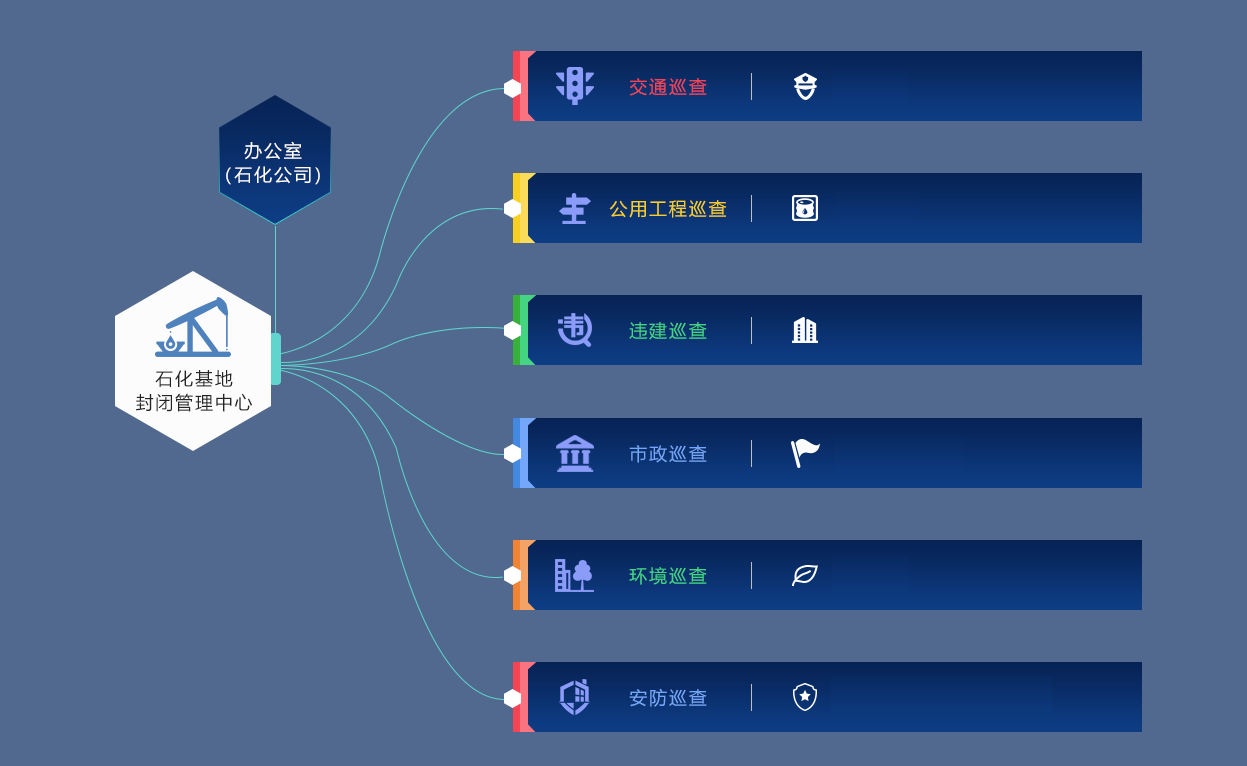 办公室
(石化公司)
石化基地
封闭管理中心
交通巡查
公用工程巡查
违建巡查
市政巡查
环境巡查
安防巡查